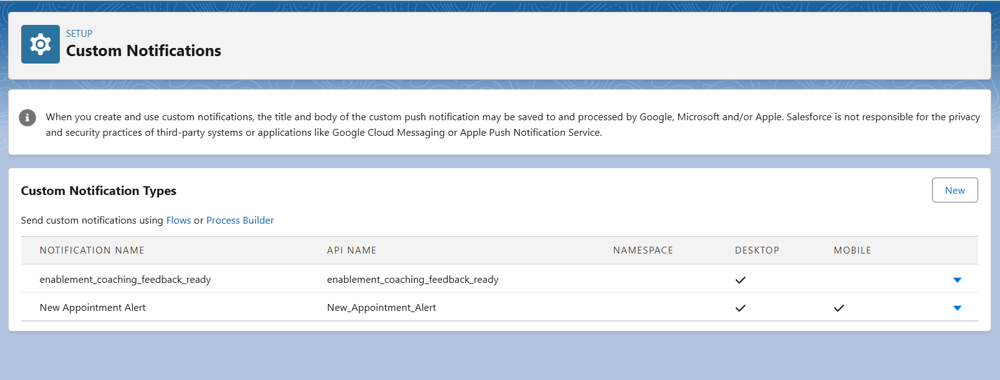 SETUP
Custom Notifications
When you create and use custom notifications, the title and body of the custom push notification may be saved to and processed by Google, Microsoft and/or Apple. Salesforce is not responsible for the privacy
and security practices of third-party systems or applications like Google Cloud Messaging or Apple Push Notification Service.
Custom Notification Types
New
Send custom notifications using Flows or Process Builder
NOTIFICATION NAME API NAME NAMESPACE DESKTOP MOBILE
enablement_coaching_feedback_ready enablement_coaching_feedback_ready
New Appointment Alert New_Appointment_Alert